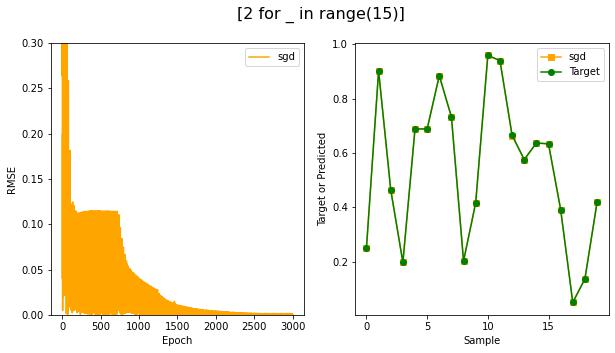 [2 for _ in range(15)]
0.30
0.25
0.20
0.15
0.10
0.05
0.00
RMSE
0 500 1000 1500 2000 2500 3000
Epoch
sgd
1.0
0.8
0.6
0.4
0.2
Target or Predicted
0 5 10 15
Sample
sgd
Target